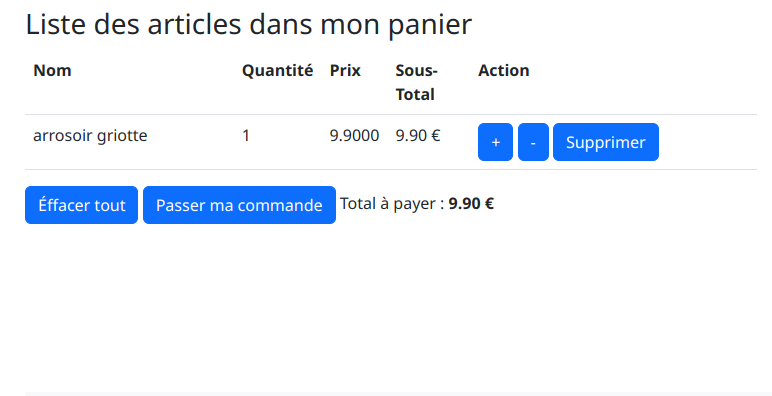 Liste des articles dans mon panier
Nom Quantité Prix Sous-Total Action
arrosoir griotte 1 9.9000 9.90 € + - Supprimer
Éffacer tout Passer ma commande Total à payer : 9.90 €